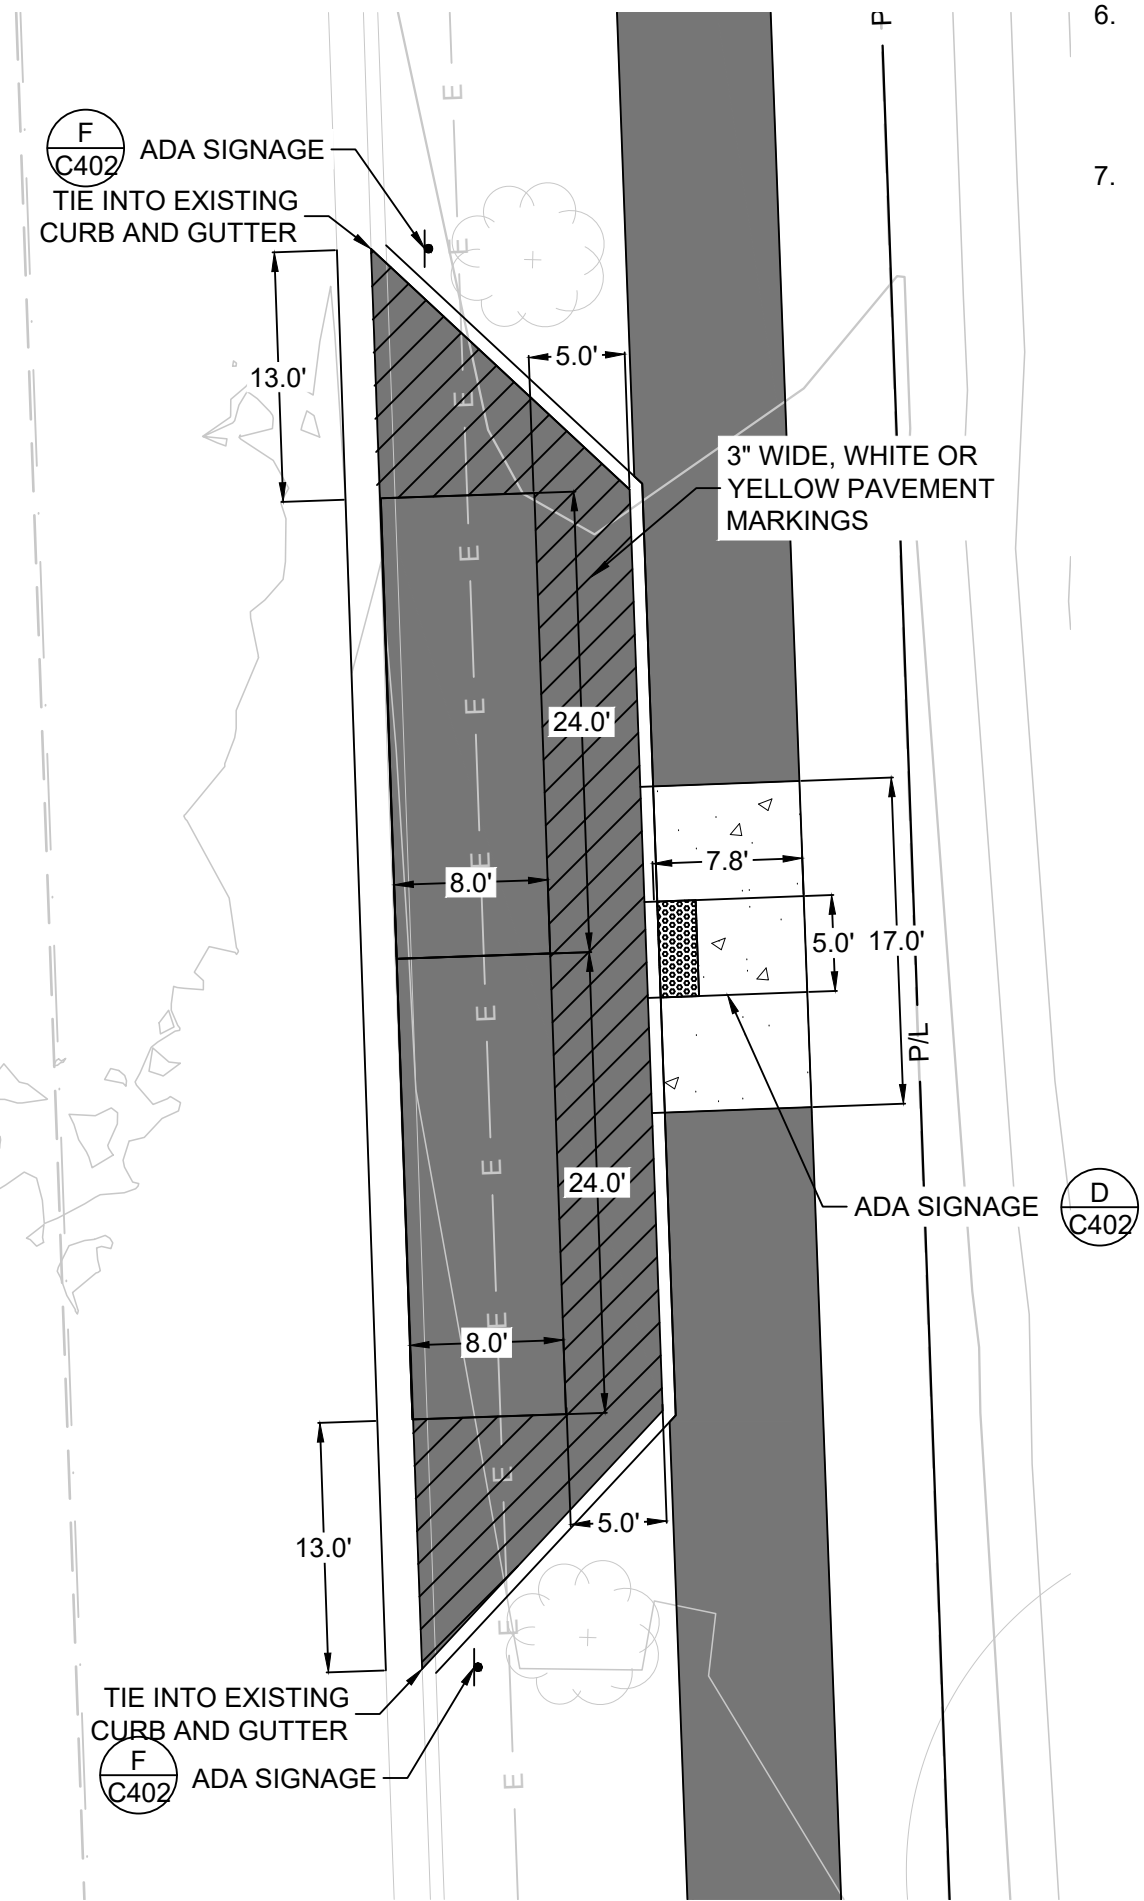 P
6.
E
F
C402
ADA SIGNAGE
7.
TIE INTO EXISTING
CURB AND GUTTER
E
5.0'
13.0'
E
3" WIDE, WHITE OR
YELLOW PAVEMENT
MARKINGS
E
E
24.0'
E
7.8'
8.0'
5.0'
17.0'
E
P/L
E
24.0'
D
C402
ADA SIGNAGE
E
8.0'
E
5.0'
13.0'
E
TIE INTO EXISTING
CURB AND GUTTER
F
C402
ADA SIGNAGE
E